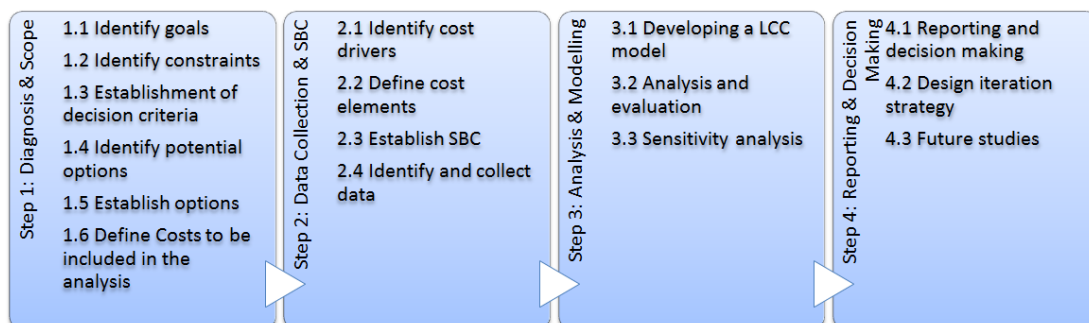 Step 1: Diagnosis & Scope
1.1 Identify goals
1.2 Identify constraints
1.3 Establishment of
decision criteria
1.4 Identify potential
options
1.5 Establish options
1.6 Define Costs to be
included in the
analysis
Step 2: Data Collection & SBC
2.1 Identify cost
drivers
2.2 Define cost
elements
2.3 Establish SBC
2.4 Identify and collect
data
Step 3: Analysis & Modelling
3.1 Developing a LCC
model
3.2 Analysis and
evaluation
3.3 Sensitivity analysis
Step 4: Reporting & Decision
Making
4.1 Reporting and
decision making
4.2 Design iteration
strategy
4.3 Future studies